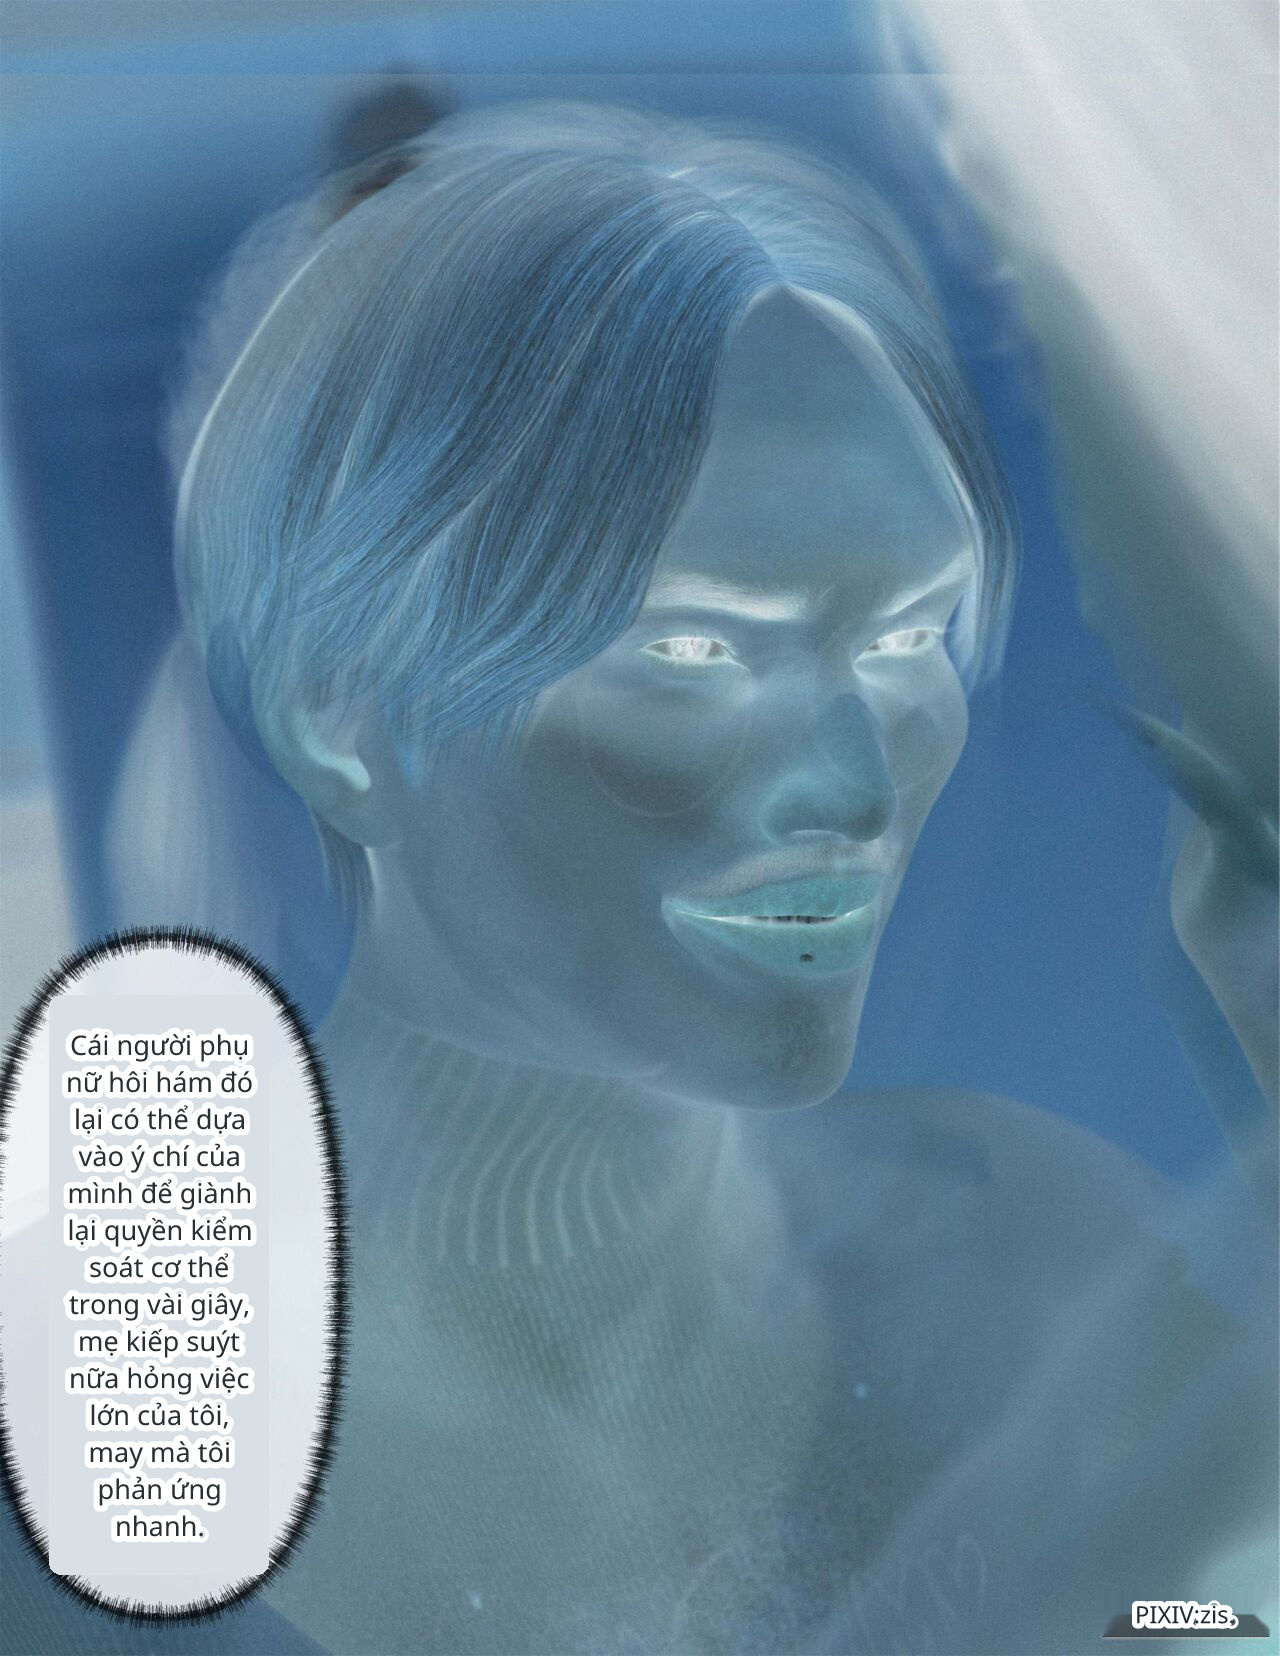 Cái người phụ
nữ hôi hám đó
lại có thể dựa
vào ý chí của
mình để giành
lại quyền kiểm
soát cơ thể
trong vài giây,
mẹ kiếp suýt
nữa hỏng việc
lớn của tôi,
may mà tôi
phản ứng
nhanh.
PIXIV:zis.